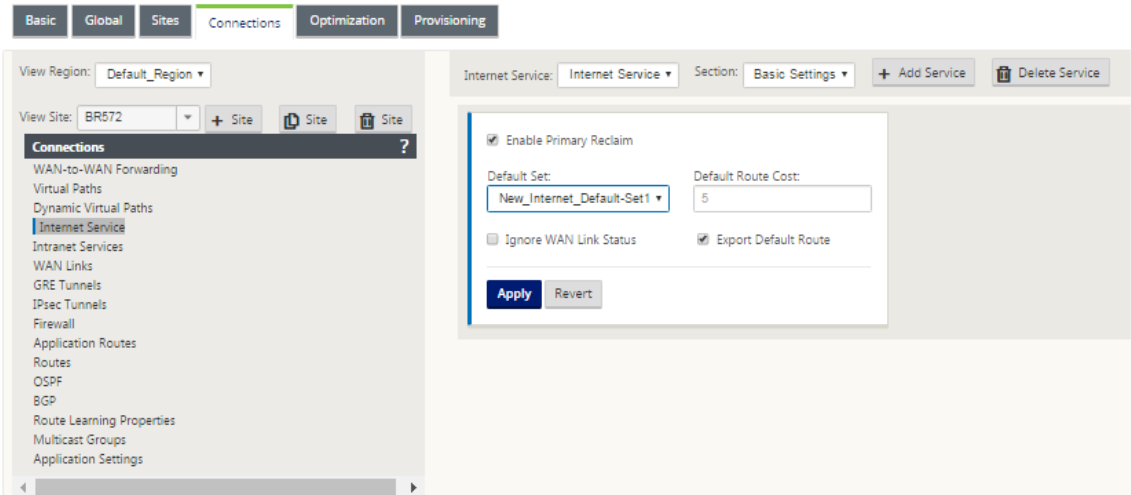 Basic Global Sites Connections Optimization Provisioning
View Region: Default_Region
View Site: BR572 + Site Site Site
Connections ?
WAN-to-WAN Forwarding
Virtual Paths
Dynamic Virtual Paths
Internet Service
Intranet Services
WAN Links
GRE Tunnels
IPsec Tunnels
Firewall
Application Routes
Routes
OSPF
BGP
Route Learning Properties
Multicast Groups
Application Settings
Internet Service: Internet Service Section: Basic Settings + Add Service Delete Service
Enable Primary Reclaim
Default Set: Default Route Cost:
New_Internet_Default-Set1 5
Ignore WAN Link Status Export Default Route
Apply Revert